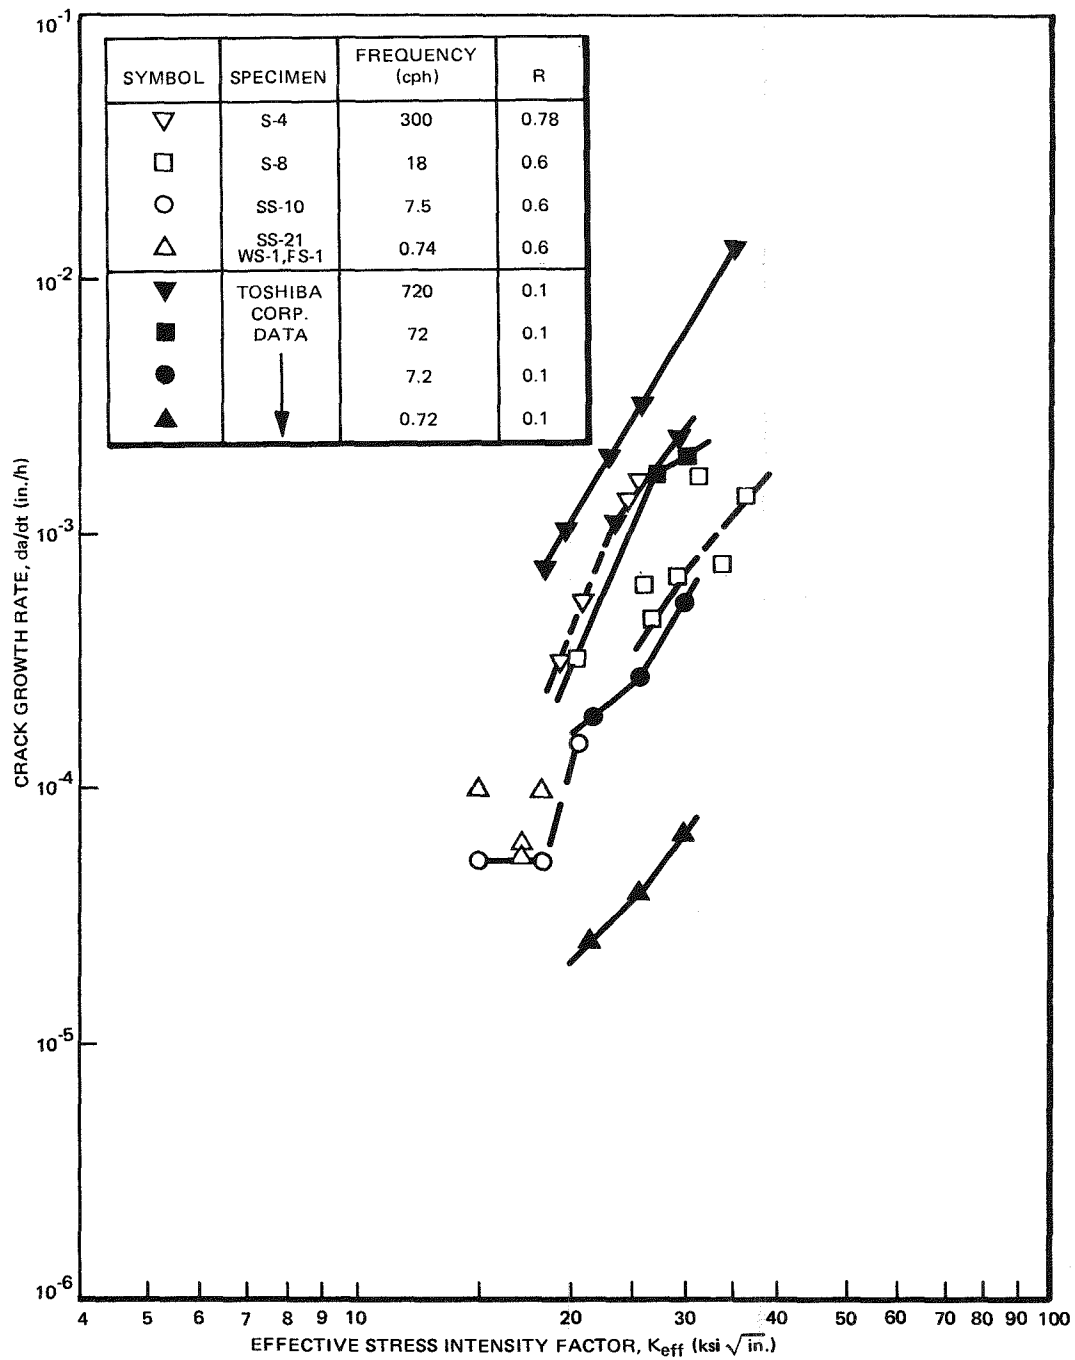 10-1
SYMBOL SPECIMEN FREQUENCY (cph) R
S-4 300 0.78
S-8 18 0.6
SS-10 7.5 0.6
SS-21
WS-1,FS-1 0.74 0.6
TOSHIBA 720 0.1
CORP.
DATA 72 0.1
7.2 0.1
0.72 0.1
10-2
10-3
10-4
10-5
10-6
CRACK GROWTH RATE, da/dt (in./h)
4 5 6 7 8 9 10 20 30 40 50 60 70 80 90 100
EFFECTIVE STRESS INTENSITY FACTOR, Keff (ksi √in.)